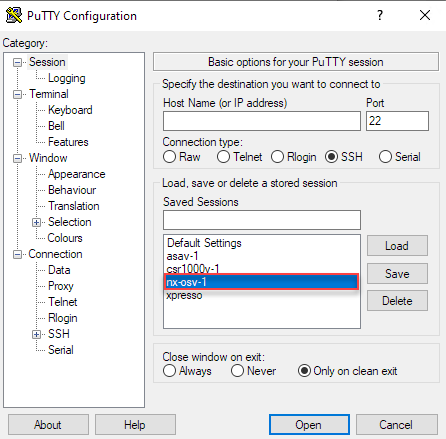 PuTTY Configuration
Category:
Session
Logging
Terminal
Keyboard
Bell
Features
Window
Appearance
Behaviour
Translation
Selection
Colours
Connection
Data
Proxy
Telnet
Rlogin
SSH
Serial
Basic options for your PuTTY session
Specify the destination you want to connect to
Host Name (or IP address) Port
22
Connection type:
Raw Telnet Rlogin SSH Serial
Load, save or delete a stored session
Saved Sessions
Default Settings
asav-1
csr1000v-1
nx-osv-1
xpresso
Load
Save
Delete
Close window on exit:
Always Never Only on clean exit
About Help Open Cancel